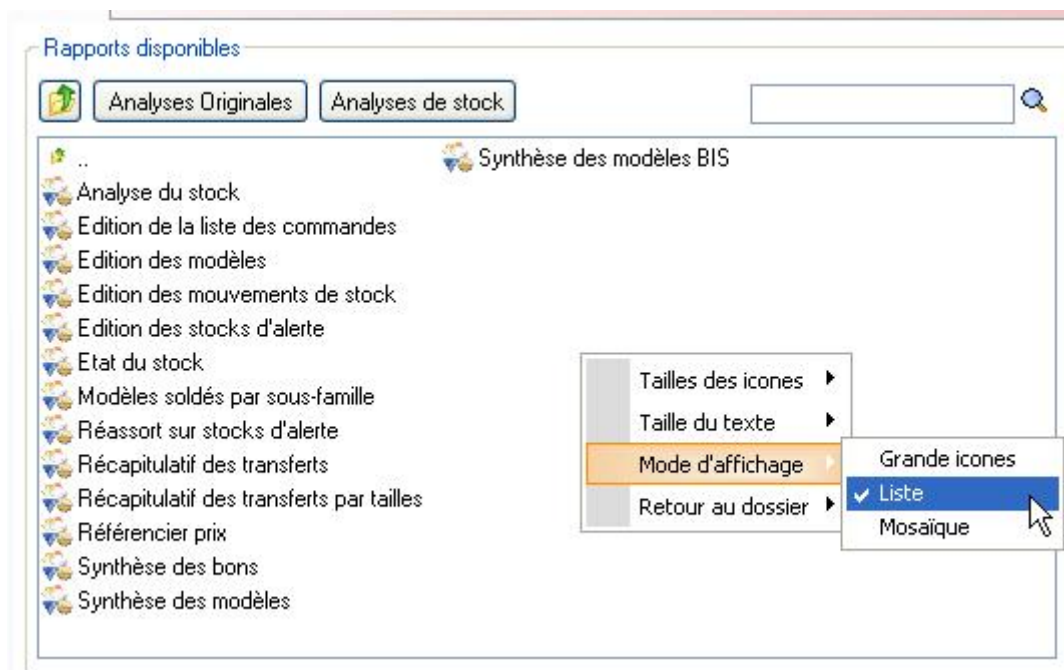 Rapports disponibles
Analyses Originales
Analyses de stock
..
Analyse du stock
Edition de la liste des commandes
Edition des modèles
Edition des mouvements de stock
Edition des stocks d'alerte
Etat du stock
Modèles soldés par sous-famille
Réassort sur stocks d'alerte
Récapitulatif des transferts
Récapitulatif des transferts par tailles
Référencier prix
Synthèse des bons
Synthèse des modèles
Synthèse des modèles BIS
Tailles des icones
Taille du texte
Mode d'affichage
Retour au dossier
Grande icones
Liste
Mosaïque